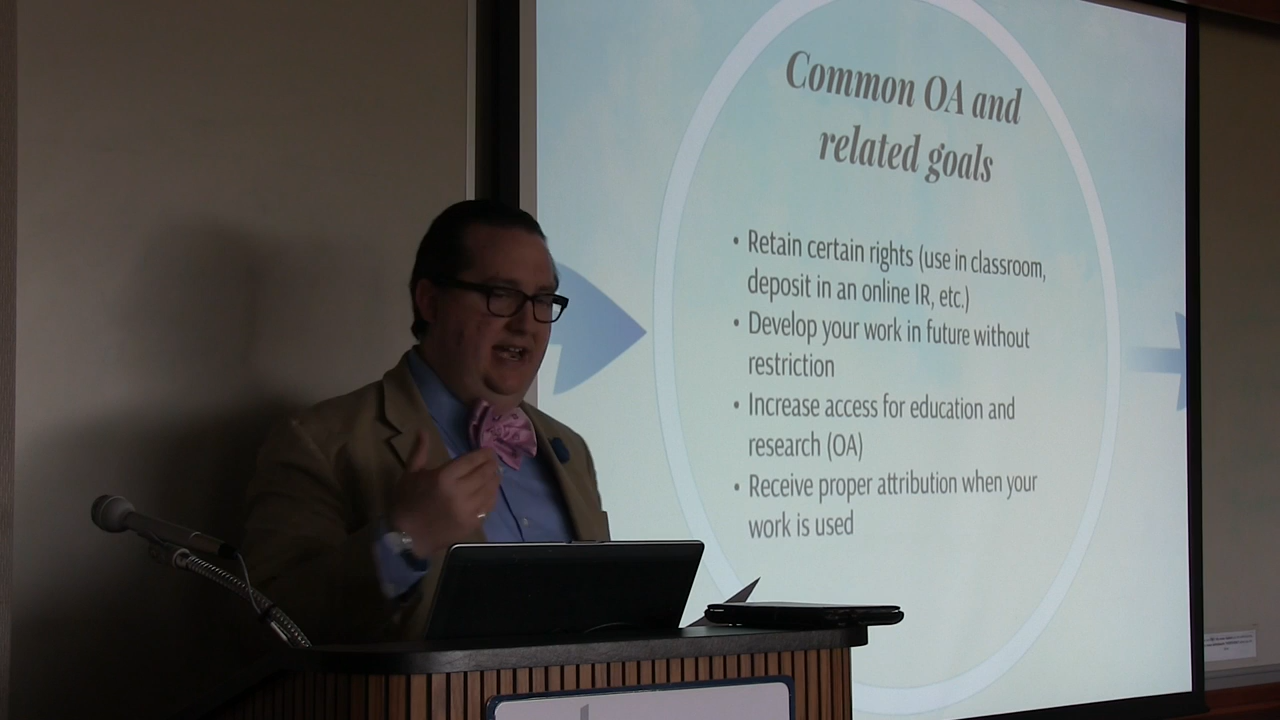 Common OA and
related goals
• Retain certain rights (use in classroom,
deposit in an online IR, etc.)
• Develop your work in future without
restriction
• Increase access for education and
research (OA)
• Receive proper attribution when your
work is used